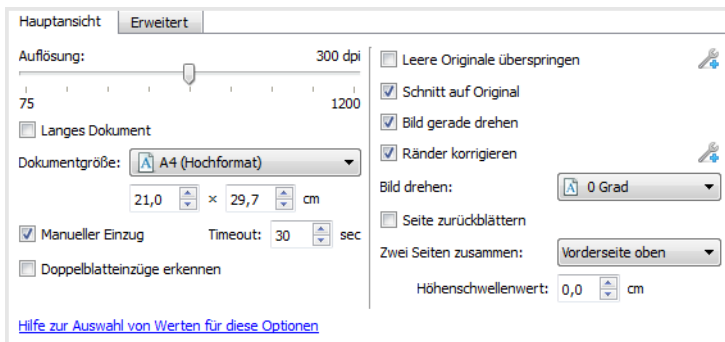 Hauptansicht
Erweitert
Auflösung: 300 dpi
75 1200
Langes Dokument
Dokumentgröße: A4 (Hochformat)
21,0 × 29,7 cm
Manueller Einzug Timeout: 30 sec
Doppelblatteinzüge erkennen
Hilfe zur Auswahl von Werten für diese Optionen
Leere Originale überspringen
Schnitt auf Original
Bild gerade drehen
Ränder korrigieren
Bild drehen: 0 Grad
Seite zurückblättern
Zwei Seiten zusammen: Vorderseite oben
Höhenschwellenwert: 0,0 cm